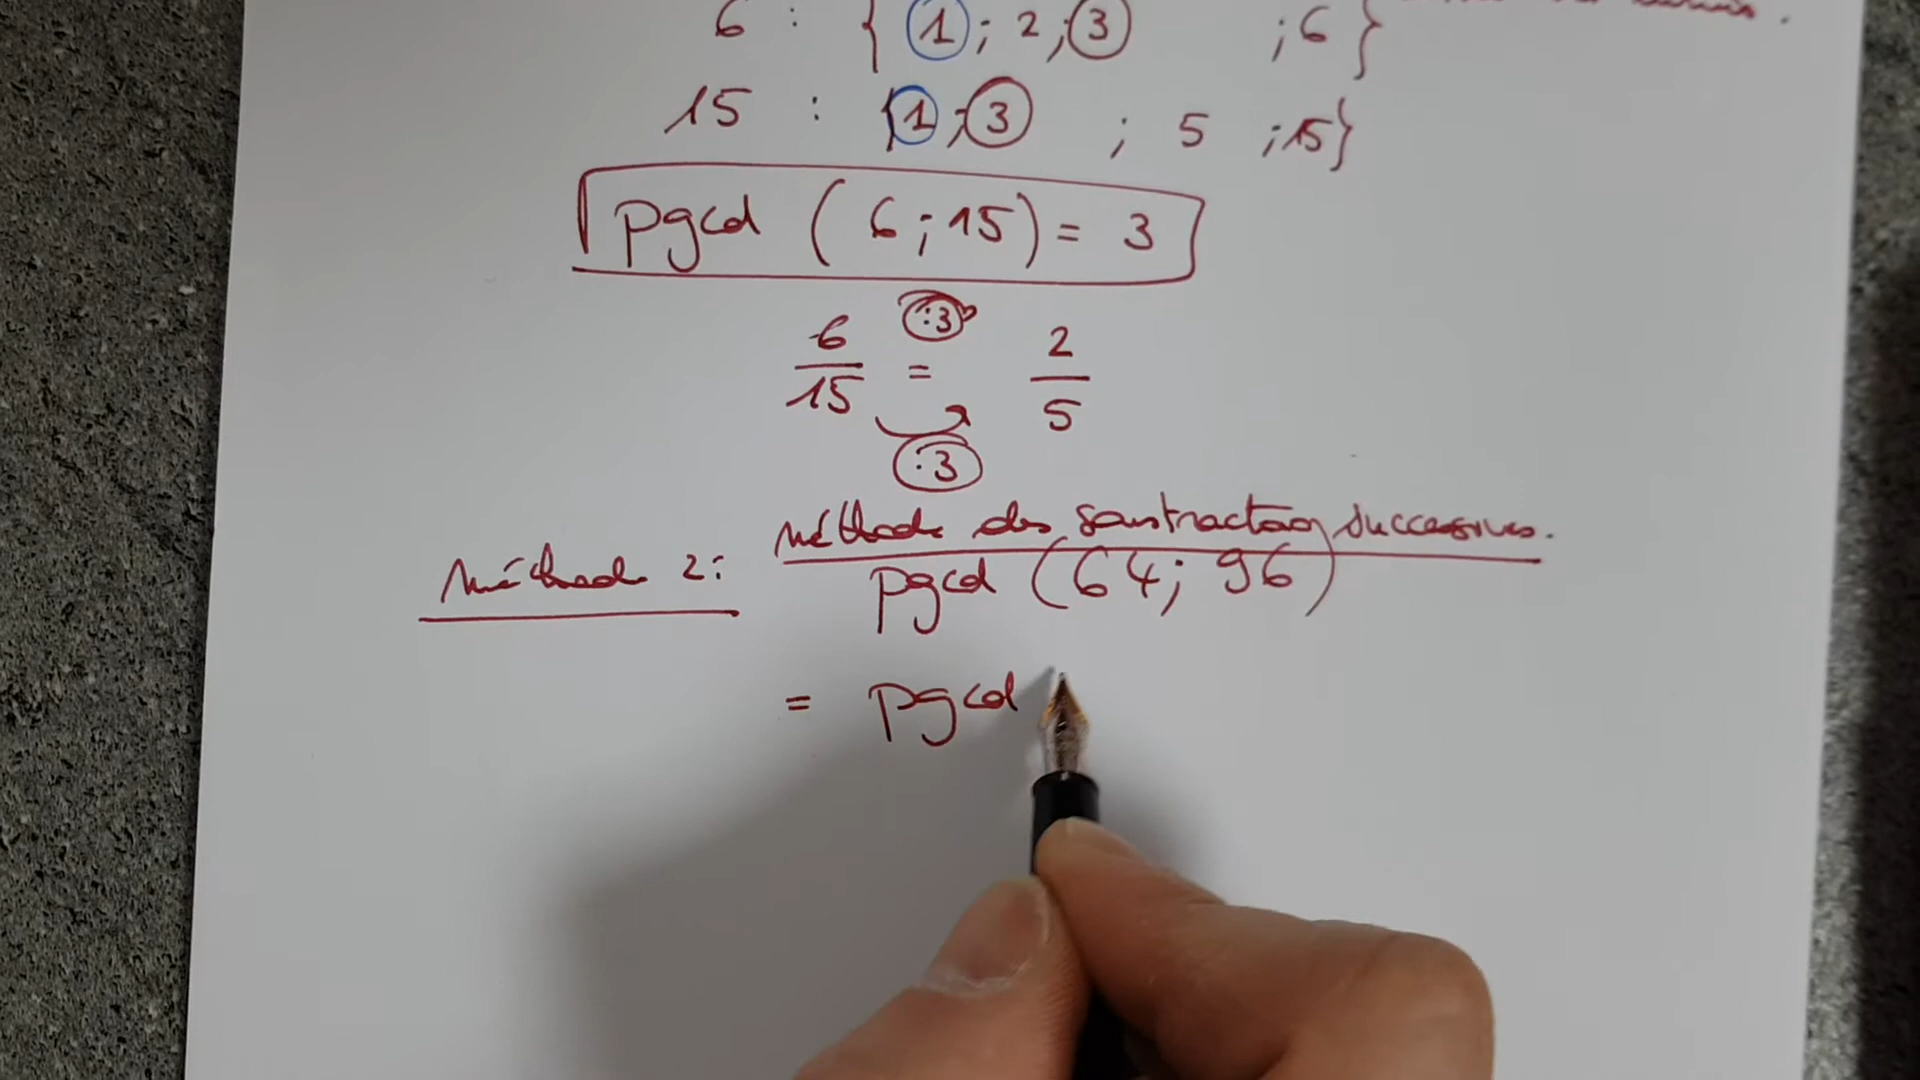 6 : { 1 ; 2 ; 3 ; 6 }
15 : { 1 ; 3 ; 5 ; 15 }
pgcd ( 6 ; 15 ) = 3
:3
6/15 = 2/5
:3
Méthode 2 : méthode des soustractions successives.
pgcd ( 64 ; 96 )
= pgcd